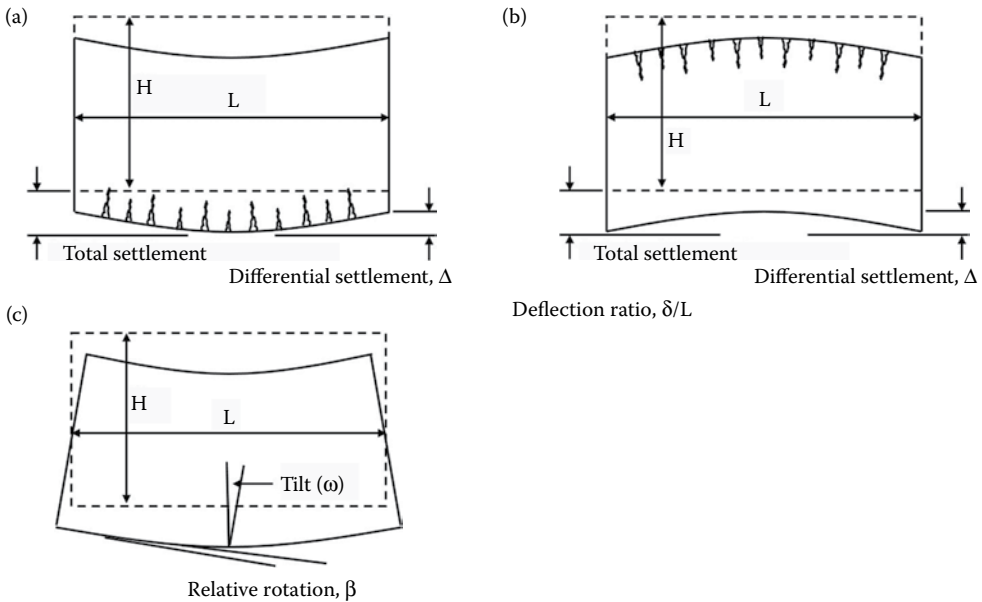 (a)
H
L
Total settlement
Differential settlement, Δ
(b)
L
H
Total settlement
Differential settlement, Δ
Deflection ratio, δ/L
(c)
H
L
Tilt (ω)
Relative rotation, β